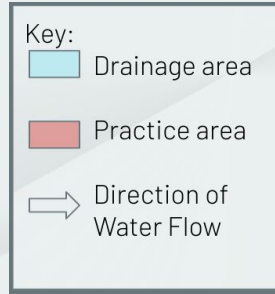 Key:
Drainage area
Practice area
Direction of
Water Flow